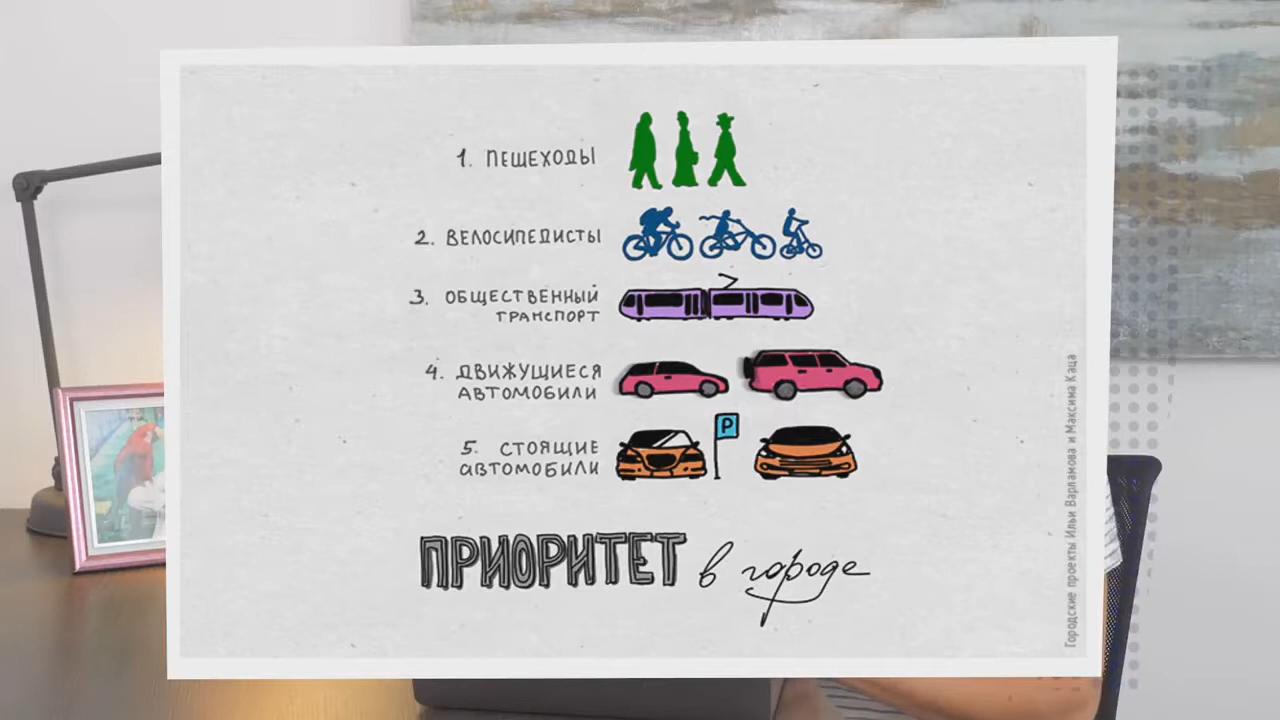 1. ПЕШЕХОДЫ
2. ВЕЛОСИПЕДИСТЫ
3. ОБЩЕСТВЕННЫЙ
ТРАНСПОРТ
4. ДВИЖУЩИЕСЯ
АВТОМОБИЛИ
5. СТОЯЩИЕ
АВТОМОБИЛИ
P
ПРИОРИТЕТ в городе
Городские проекты Ильи Варламова и Максима Каца